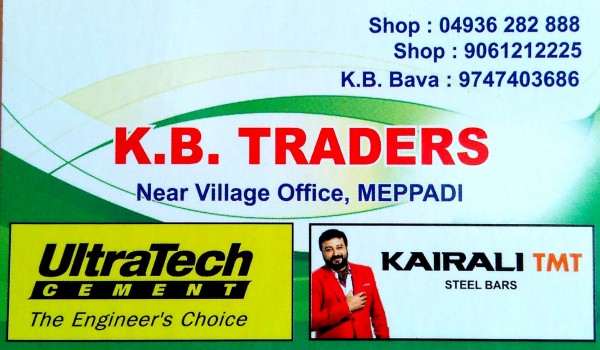 Shop : 04936 282 888
Shop : 9061212225
K.B. Bava : 9747403686
K.B. TRADERS
Near Village Office, MEPPADI
UltraTech
CEMENT
The Engineer's Choice
KAIRALI TMT
STEEL BARS